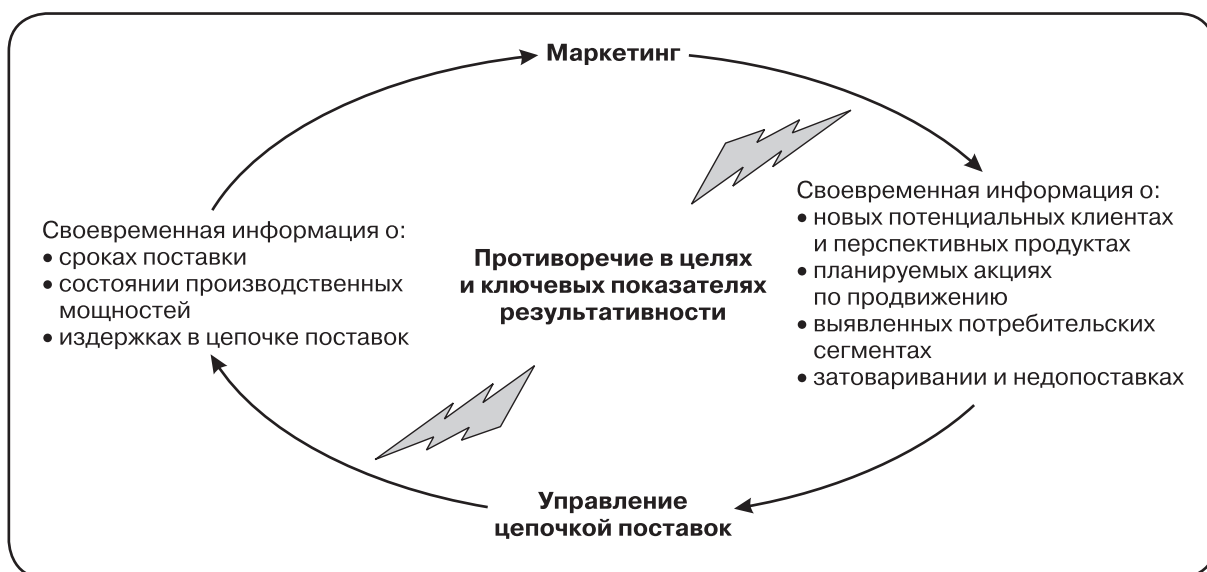 Маркетинг
Своевременная информация о:
• новых потенциальных клиентах
и перспективных продуктах
• планируемых акциях
по продвижению
• выявленных потребительских
сегментах
• затоваривании и недопоставках
Своевременная информация о:
• сроках поставки
• состоянии производственных
мощностей
• издержках в цепочке поставок
Противоречие в целях
и ключевых показателях
результативности
Управление
цепочкой поставок